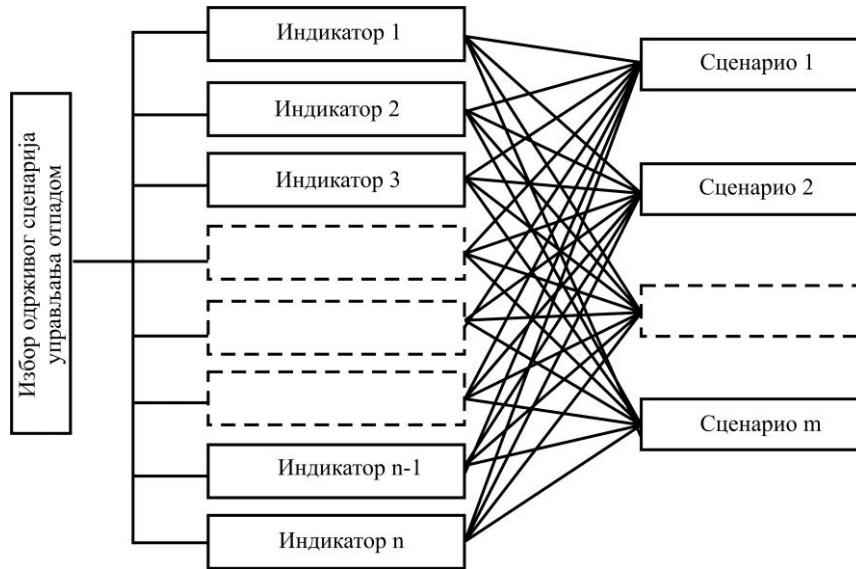 Избор одрживог сценарија
управљања отпадом
Индикатор 1
Индикатор 2
Индикатор 3
Индикатор n-1
Индикатор n
Сценарио 1
Сценарио 2
Сценарио m